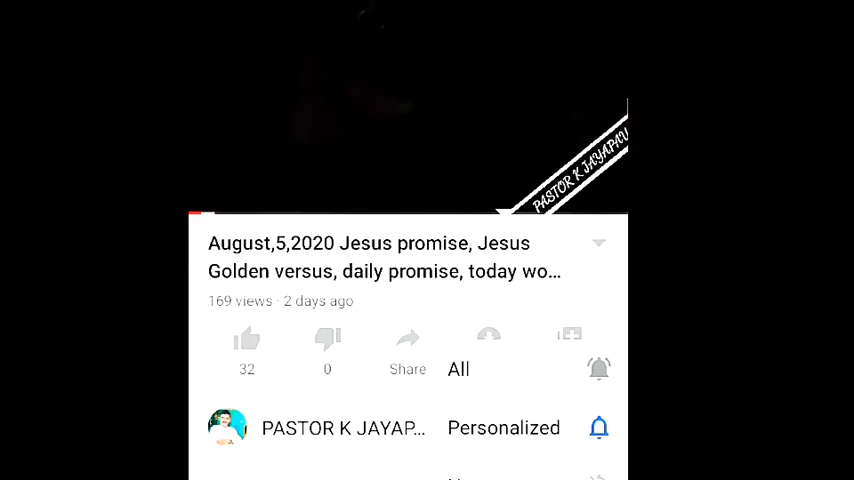 PASTOR K JAYAPAU
August,5,2020 Jesus promise, Jesus
Golden versus, daily promise, today wo...
169 views · 2 days ago
32
0
Share
All
PASTOR K JAYAP...
Personalized